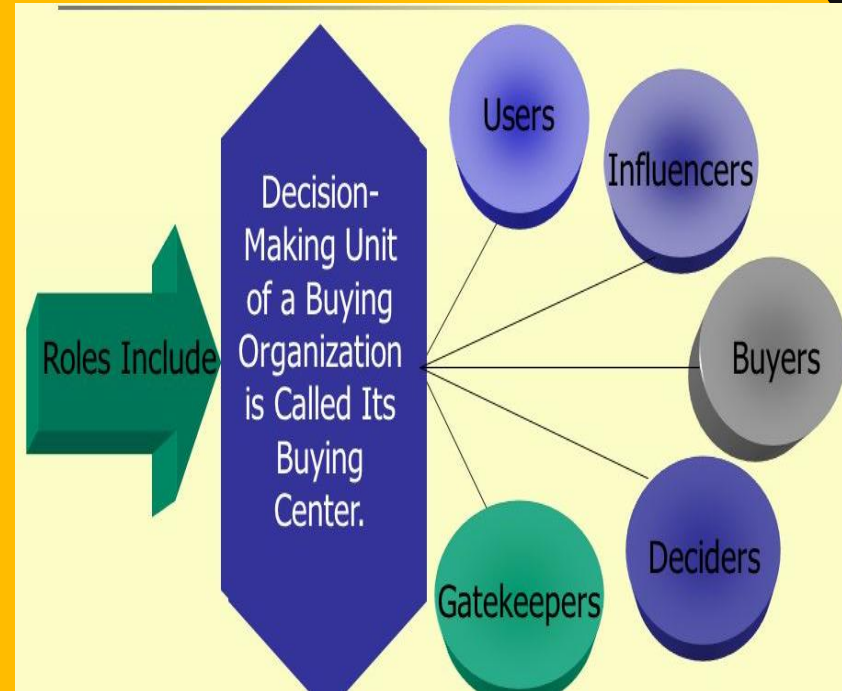 Roles Include
Decision-
Making Unit
of a Buying
Organization
is Called Its
Buying
Center.
Users
Influencers
Buyers
Deciders
Gatekeepers